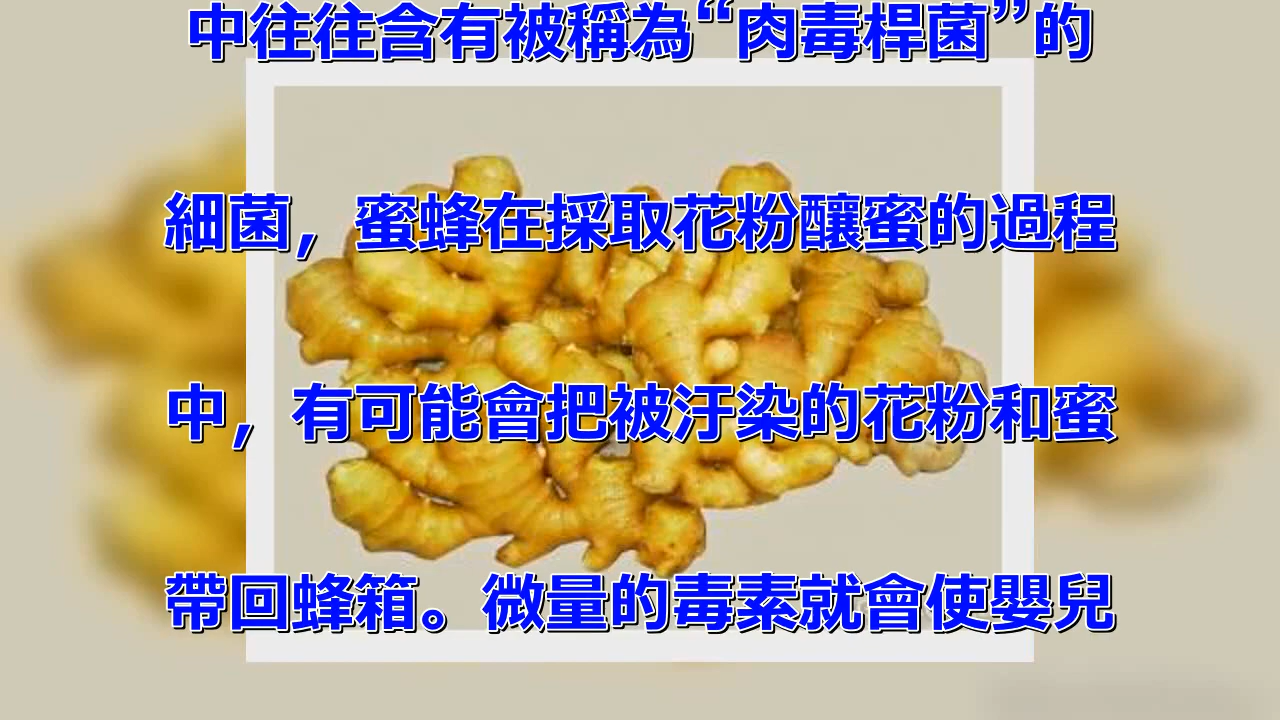 中往往含有被稱為“肉毒桿菌”的
細菌，蜜蜂在採取花粉釀蜜的過程
中，有可能會把被汙染的花粉和蜜
帶回蜂箱。微量的毒素就會使嬰兒